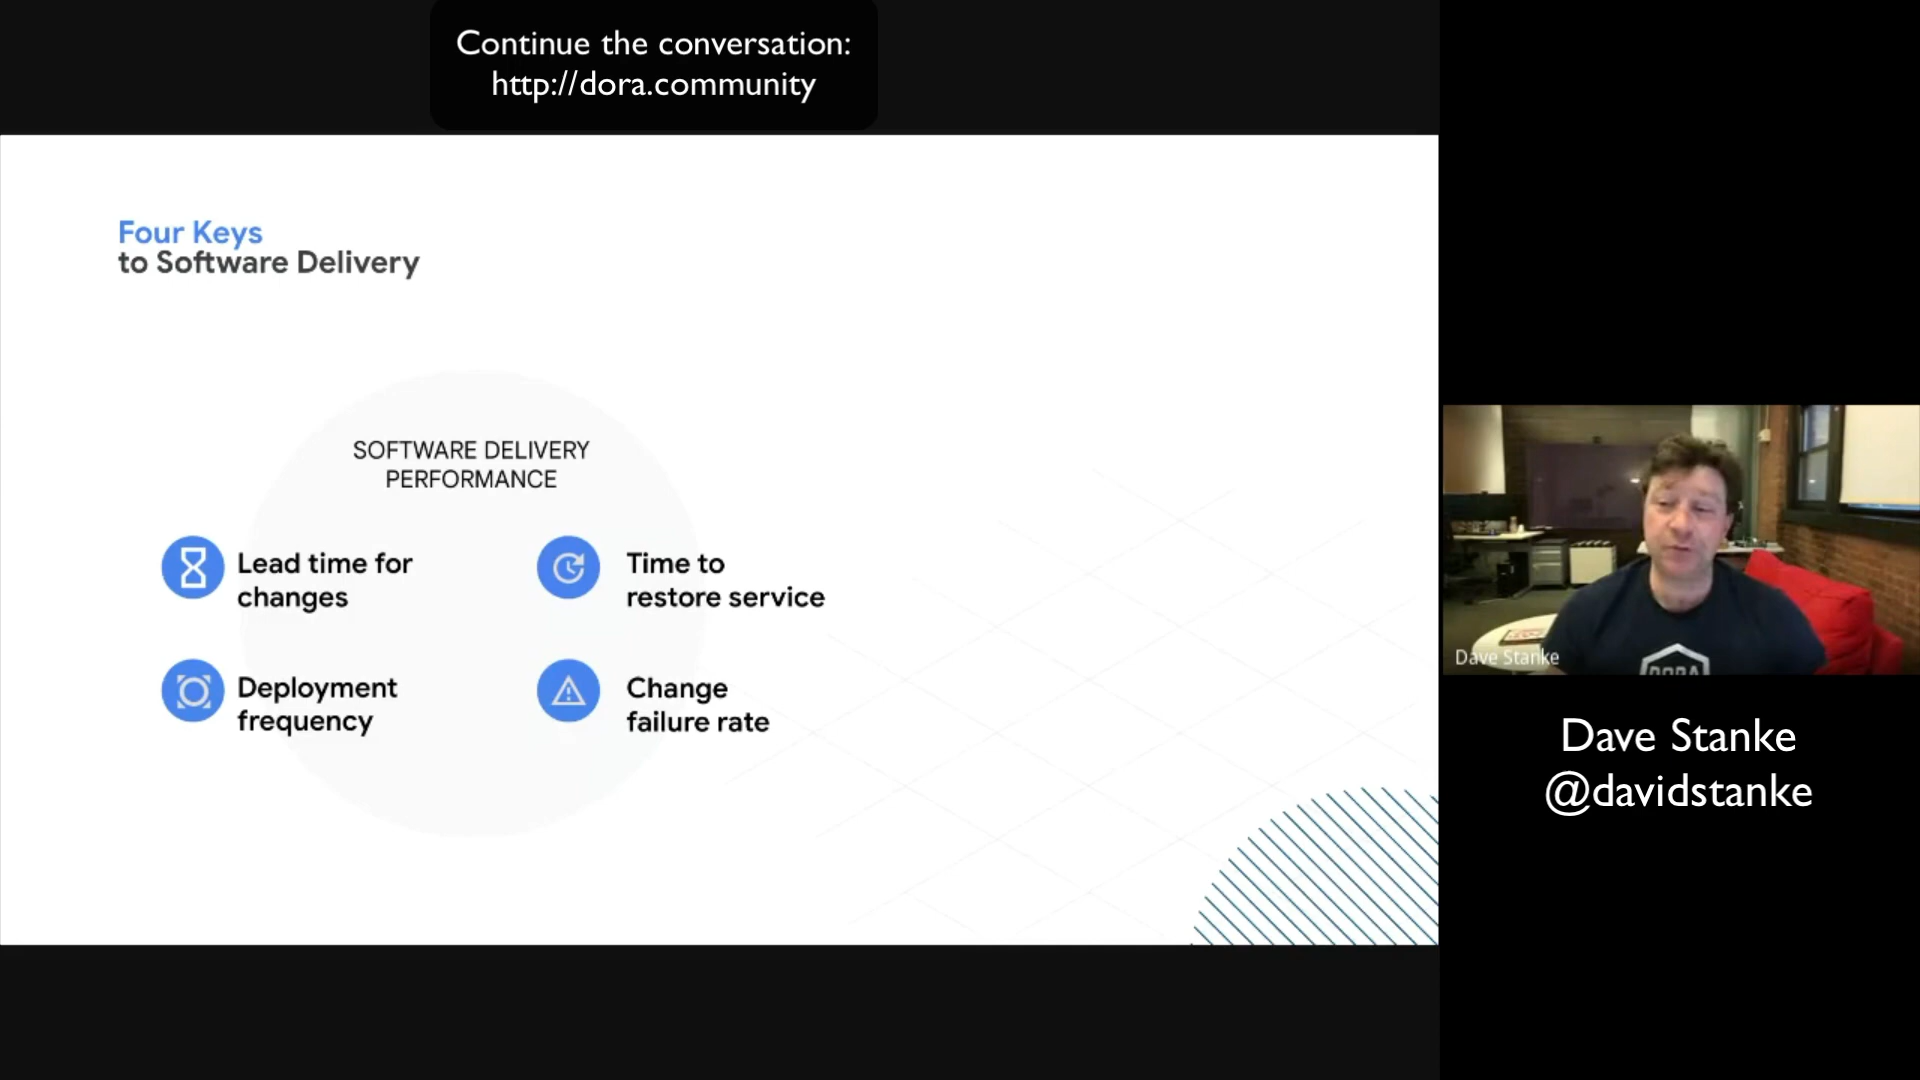 Continue the conversation:
http://dora.community
Four Keys
to Software Delivery
SOFTWARE DELIVERY
PERFORMANCE
Lead time for
changes
Time to
restore service
Deployment
frequency
Change
failure rate
Dave Stanke
DORA
Dave Stanke
@davidstanke